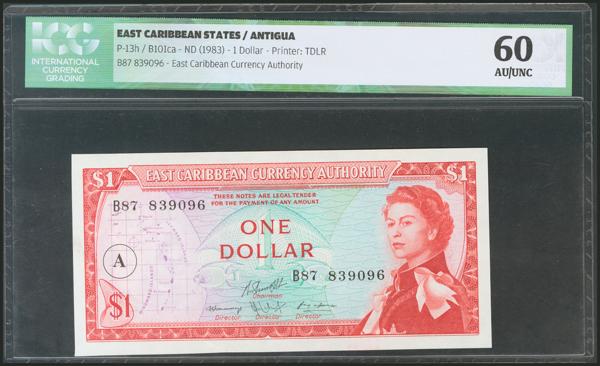 ICG
INTERNATIONAL
CURRENCY
GRADING
EAST CARIBBEAN STATES / ANTIGUA
P-13h / B101ca - ND (1983) - 1 Dollar - Printer: TDLR
B87 839096 - East Caribbean Currency Authority
60
AU/UNC
EAST CARIBBEAN CURRENCY AUTHORITY
$1
$1
THESE NOTES ARE LEGAL TENDER
FOR THE PAYMENT OF ANY AMOUNT
B87 839096
ONE
DOLLAR
A
B87 839096
Chairman
$1
Director Director Director